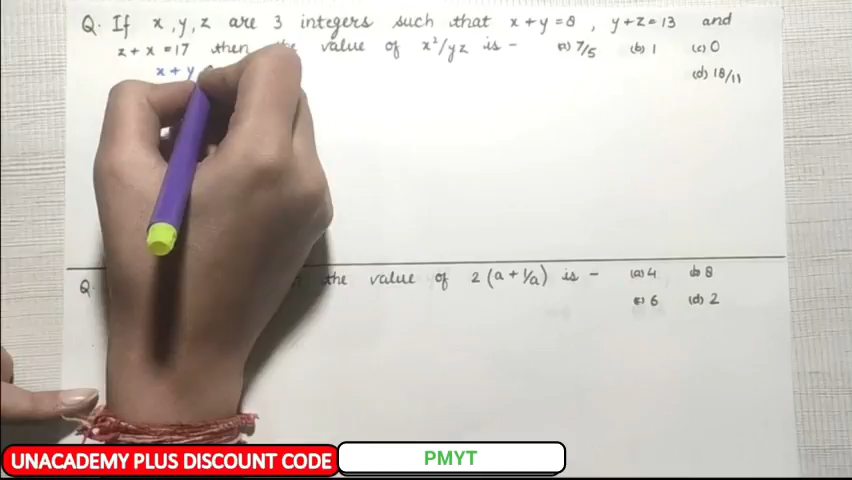 Q. If x, y, z are 3 integers such that x + y = 8 , y + z = 13 and
z + x = 17 then the value of x²/yz is - (a) 7/5 (b) 1 (c) 0
x + y (d) 18/11
Q. the value of 2 (a + 1/a) is - (a) 4 (b) 8
(c) 6 (d) 2
UNACADEMY PLUS DISCOUNT CODE PMYT